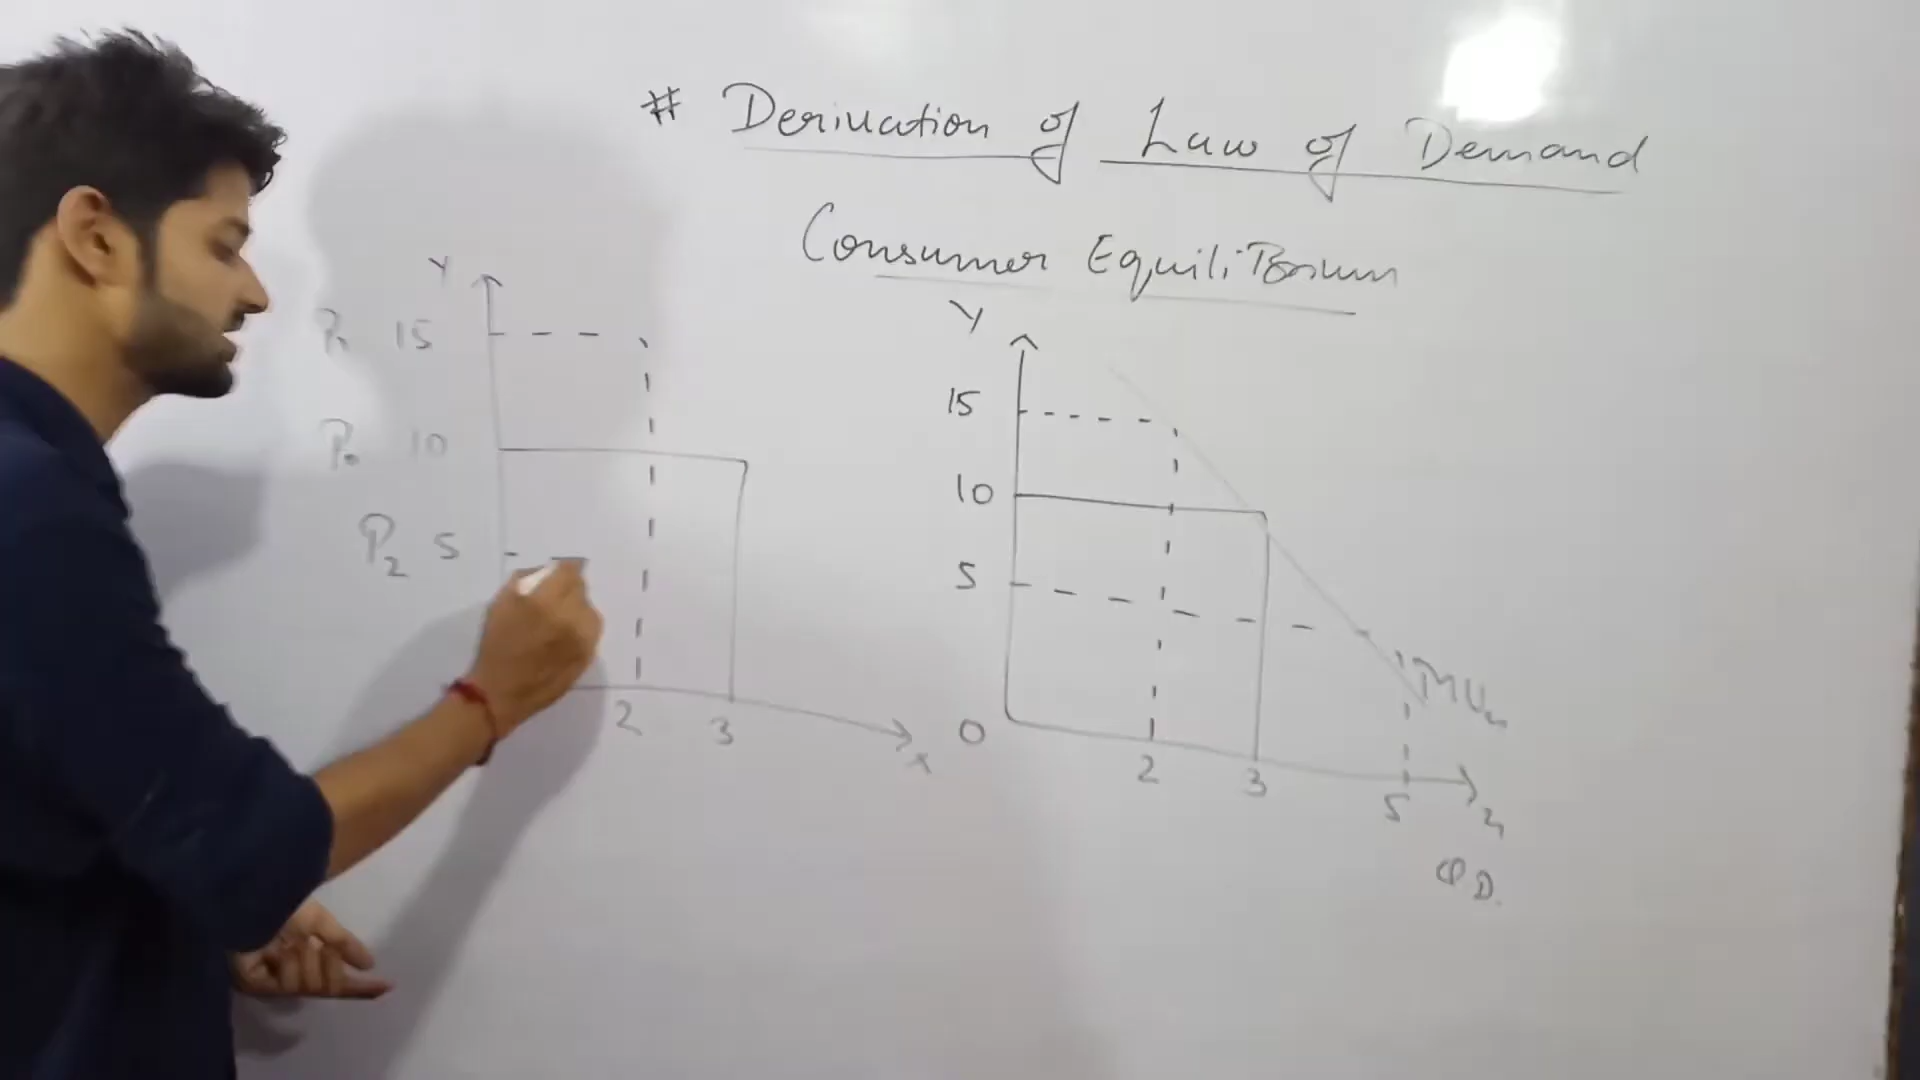 # Derivation of Law of Demand
Consumer Equilibrium
Y
P₁ 15
P₀ 10
P₂ 5
2 3
x
Y
15
10
5
0
2 3 5
x
MUₓ
QD.